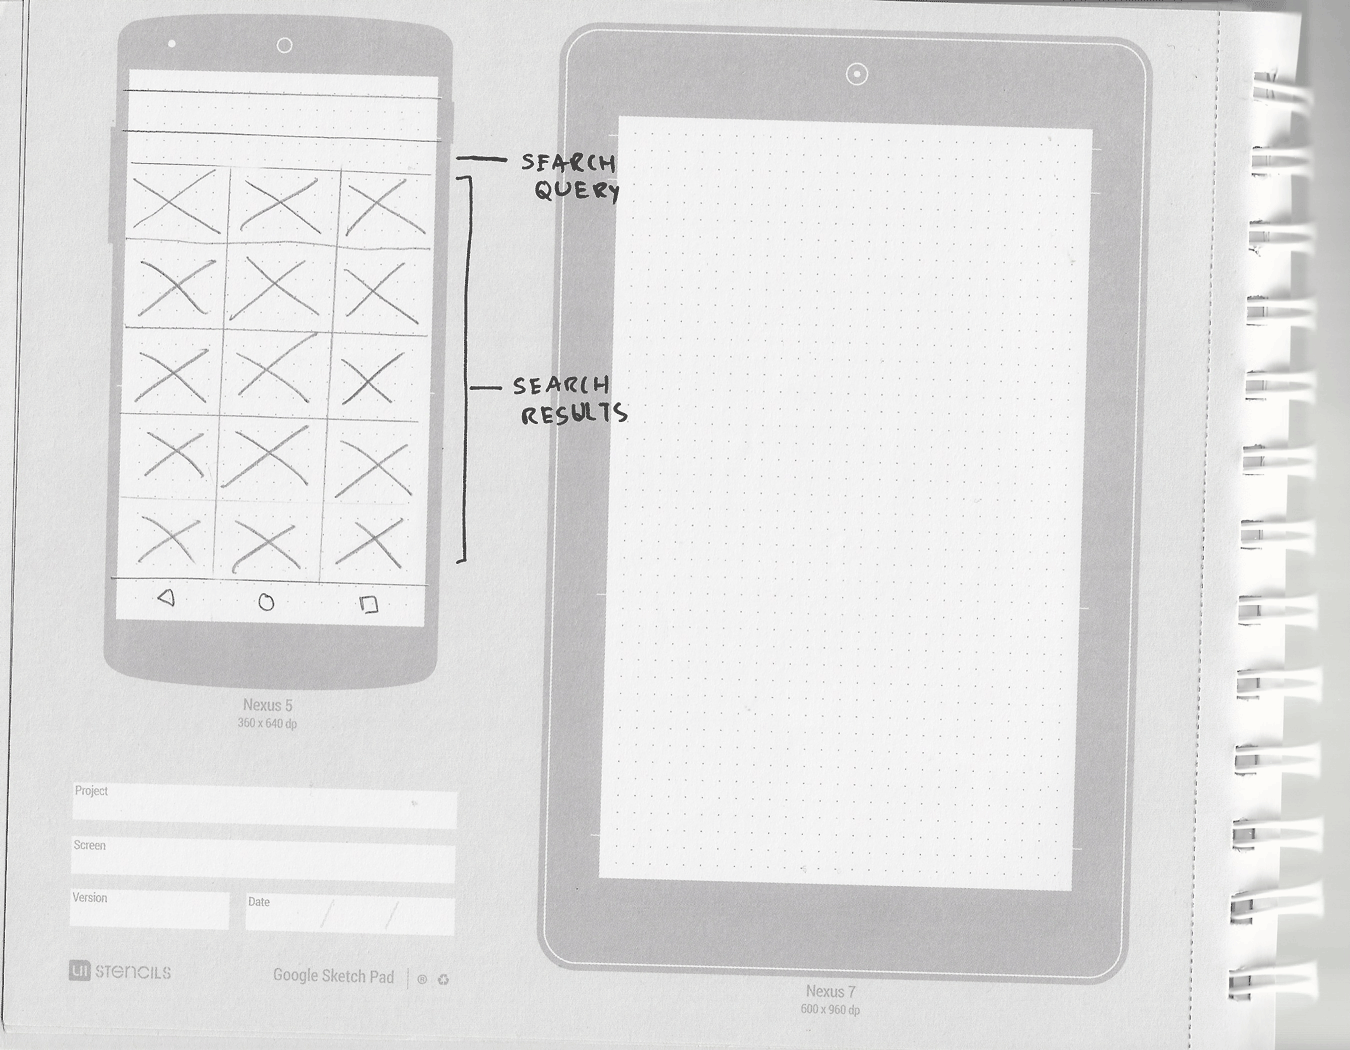 SEARCH
QUERY
SEARCH
RESULTS
Nexus 5
360 x 640 dp
Project
Screen
Version
Date / /
UI STENCILS
Google Sketch Pad ®
Nexus 7
600 x 960 dp